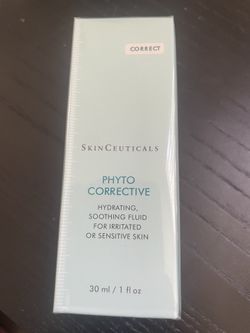 CORRECT
SKINCEUTICALS
PHYTO
CORRECTIVE
HYDRATING,
SOOTHING FLUID
FOR IRRITATED
OR SENSITIVE SKIN
30 ml / 1 fl oz